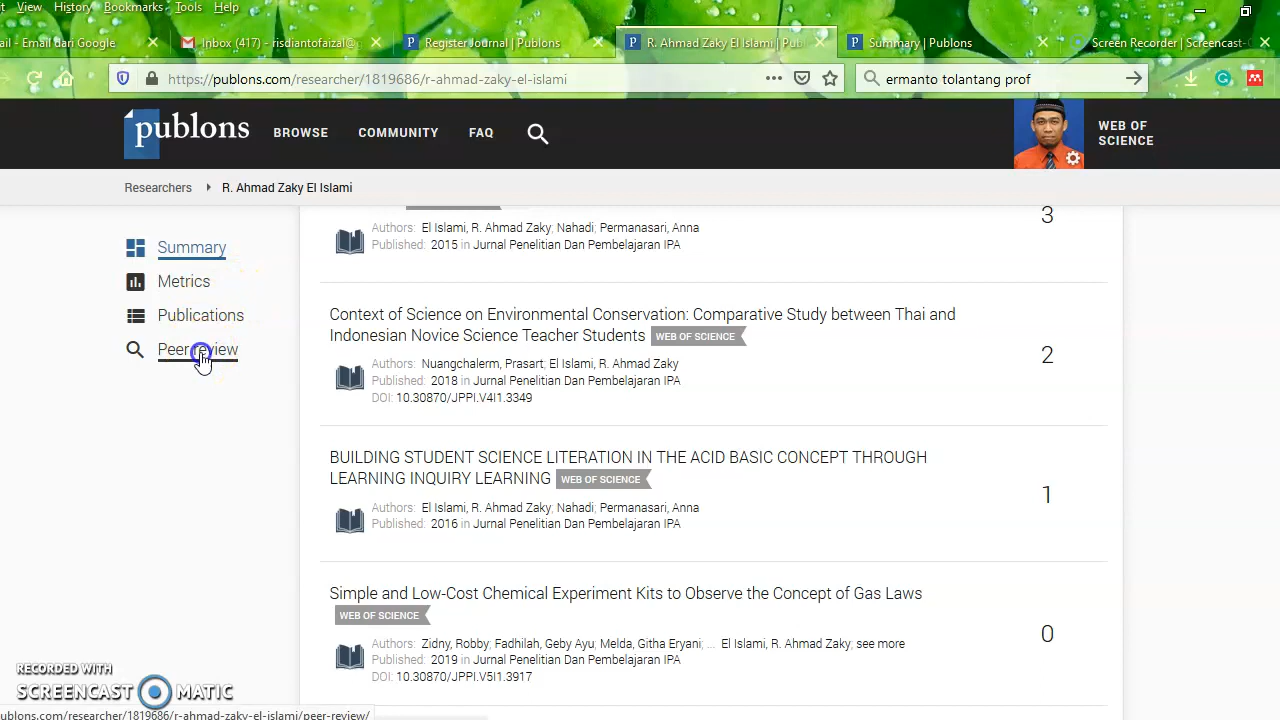 View History Bookmarks Tools Help
ail - Email dari Google
Inbox (417) - risdiantofaizal@g
Register Journal | Publons
R. Ahmad Zaky El Islami | Pub
Summary | Publons
Screen Recorder | Screencast-
https://publons.com/researcher/1819686/r-ahmad-zaky-el-islami
ermanto tolantang prof
publons
BROWSE
COMMUNITY
FAQ
WEB OF
SCIENCE
Researchers
R. Ahmad Zaky El Islami
Summary
Metrics
Publications
Peer review
Authors: El Islami, R. Ahmad Zaky; Nahadi; Permanasari, Anna
Published: 2015 in Jurnal Penelitian Dan Pembelajaran IPA
3
Context of Science on Environmental Conservation: Comparative Study between Thai and
Indonesian Novice Science Teacher Students WEB OF SCIENCE
Authors: Nuangchalerm, Prasart; El Islami, R. Ahmad Zaky
Published: 2018 in Jurnal Penelitian Dan Pembelajaran IPA
DOI: 10.30870/JPPI.V4I1.3349
2
BUILDING STUDENT SCIENCE LITERATION IN THE ACID BASIC CONCEPT THROUGH
LEARNING INQUIRY LEARNING WEB OF SCIENCE
Authors: El Islami, R. Ahmad Zaky; Nahadi; Permanasari, Anna
Published: 2016 in Jurnal Penelitian Dan Pembelajaran IPA
1
Simple and Low-Cost Chemical Experiment Kits to Observe the Concept of Gas Laws
WEB OF SCIENCE
Authors: Zidny, Robby; Fadhilah, Geby Ayu; Melda, Githa Eryani; ... El Islami, R. Ahmad Zaky; see more
Published: 2019 in Jurnal Penelitian Dan Pembelajaran IPA
DOI: 10.30870/JPPI.V5I1.3917
0
RECORDED WITH
SCREENCAST MATIC
ublons.com/researcher/1819686/r-ahmad-zaky-el-islami/peer-review/